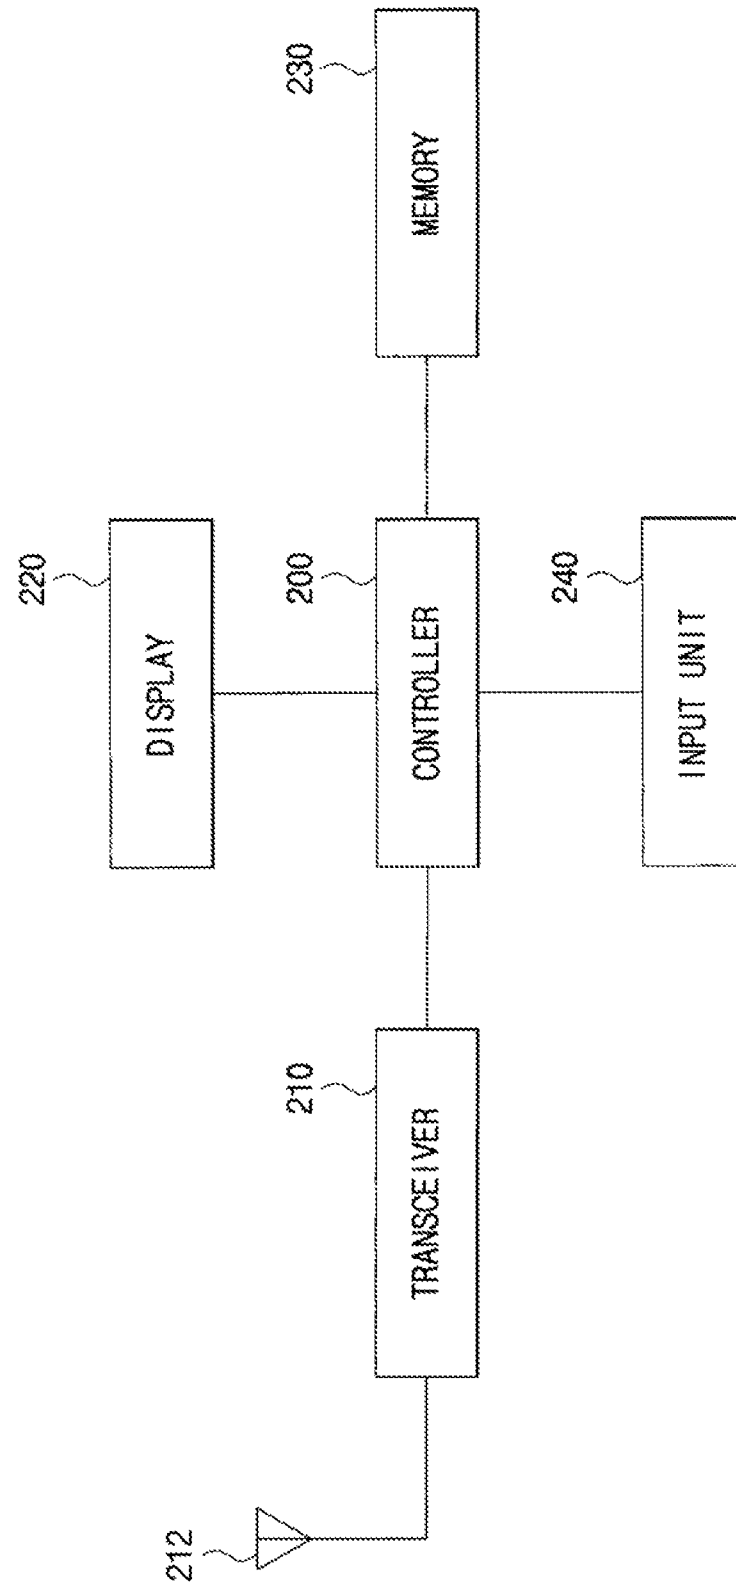 220
DISPLAY
212
210
TRANSCEIVER
200
CONTROLLER
230
MEMORY
240
INPUT UNIT